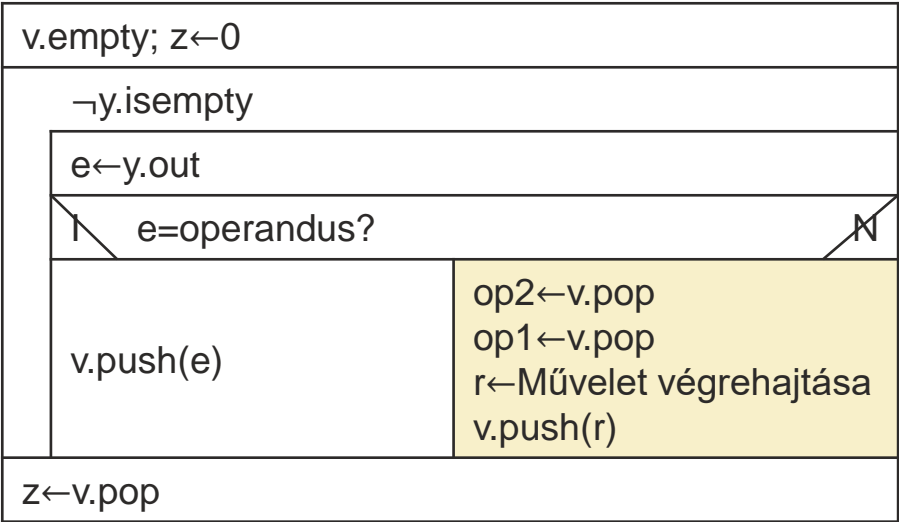 v.empty; z←0
¬y.isempty
e←y.out
I e=operandus? N
v.push(e)
op2←v.pop
op1←v.pop
r←Művelet végrehajtása
v.push(r)
z←v.pop